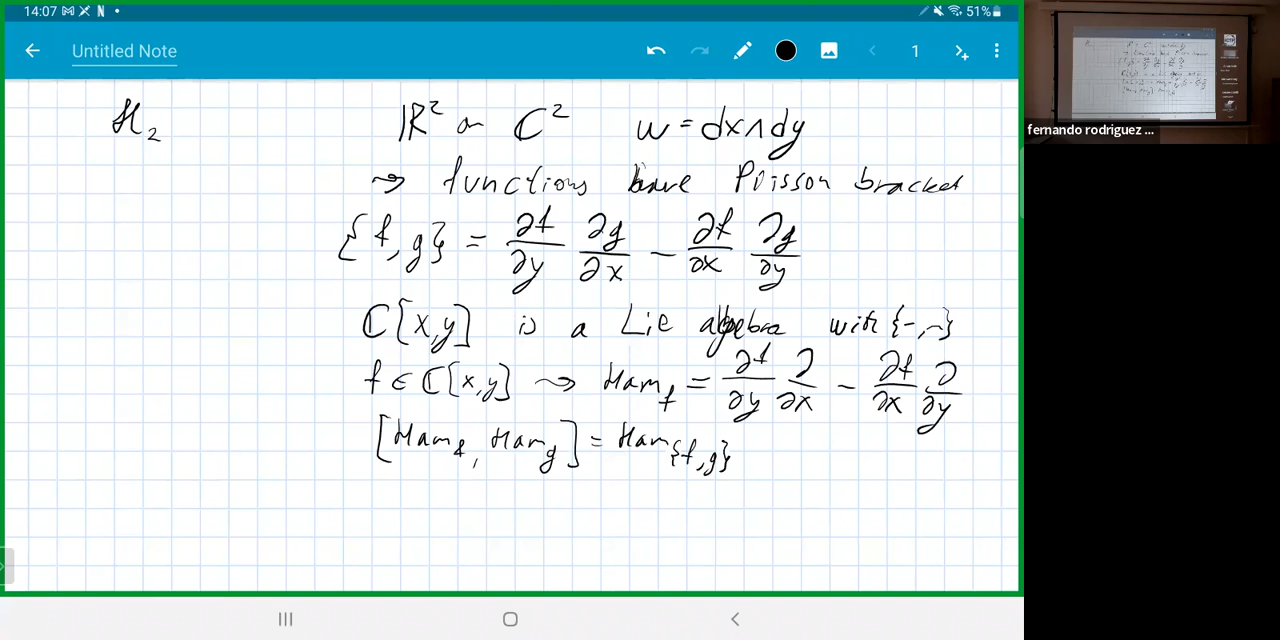 14:07 51%
Untitled Note 1
ℋ₂ ℝ² or ℂ² ω = dx∧dy
⇝ functions have Poisson bracket
{f, g} = ∂f/∂y ∂g/∂x − ∂f/∂x ∂g/∂y
ℂ[x,y] is a Lie algebra with {-,-}
f ∈ ℂ[x,y] ⇝ Ham_f = ∂f/∂y ∂/∂x − ∂f/∂x ∂/∂y
[Ham_f, Ham_g] = Ham_{f,g}
fernando rodriguez ...